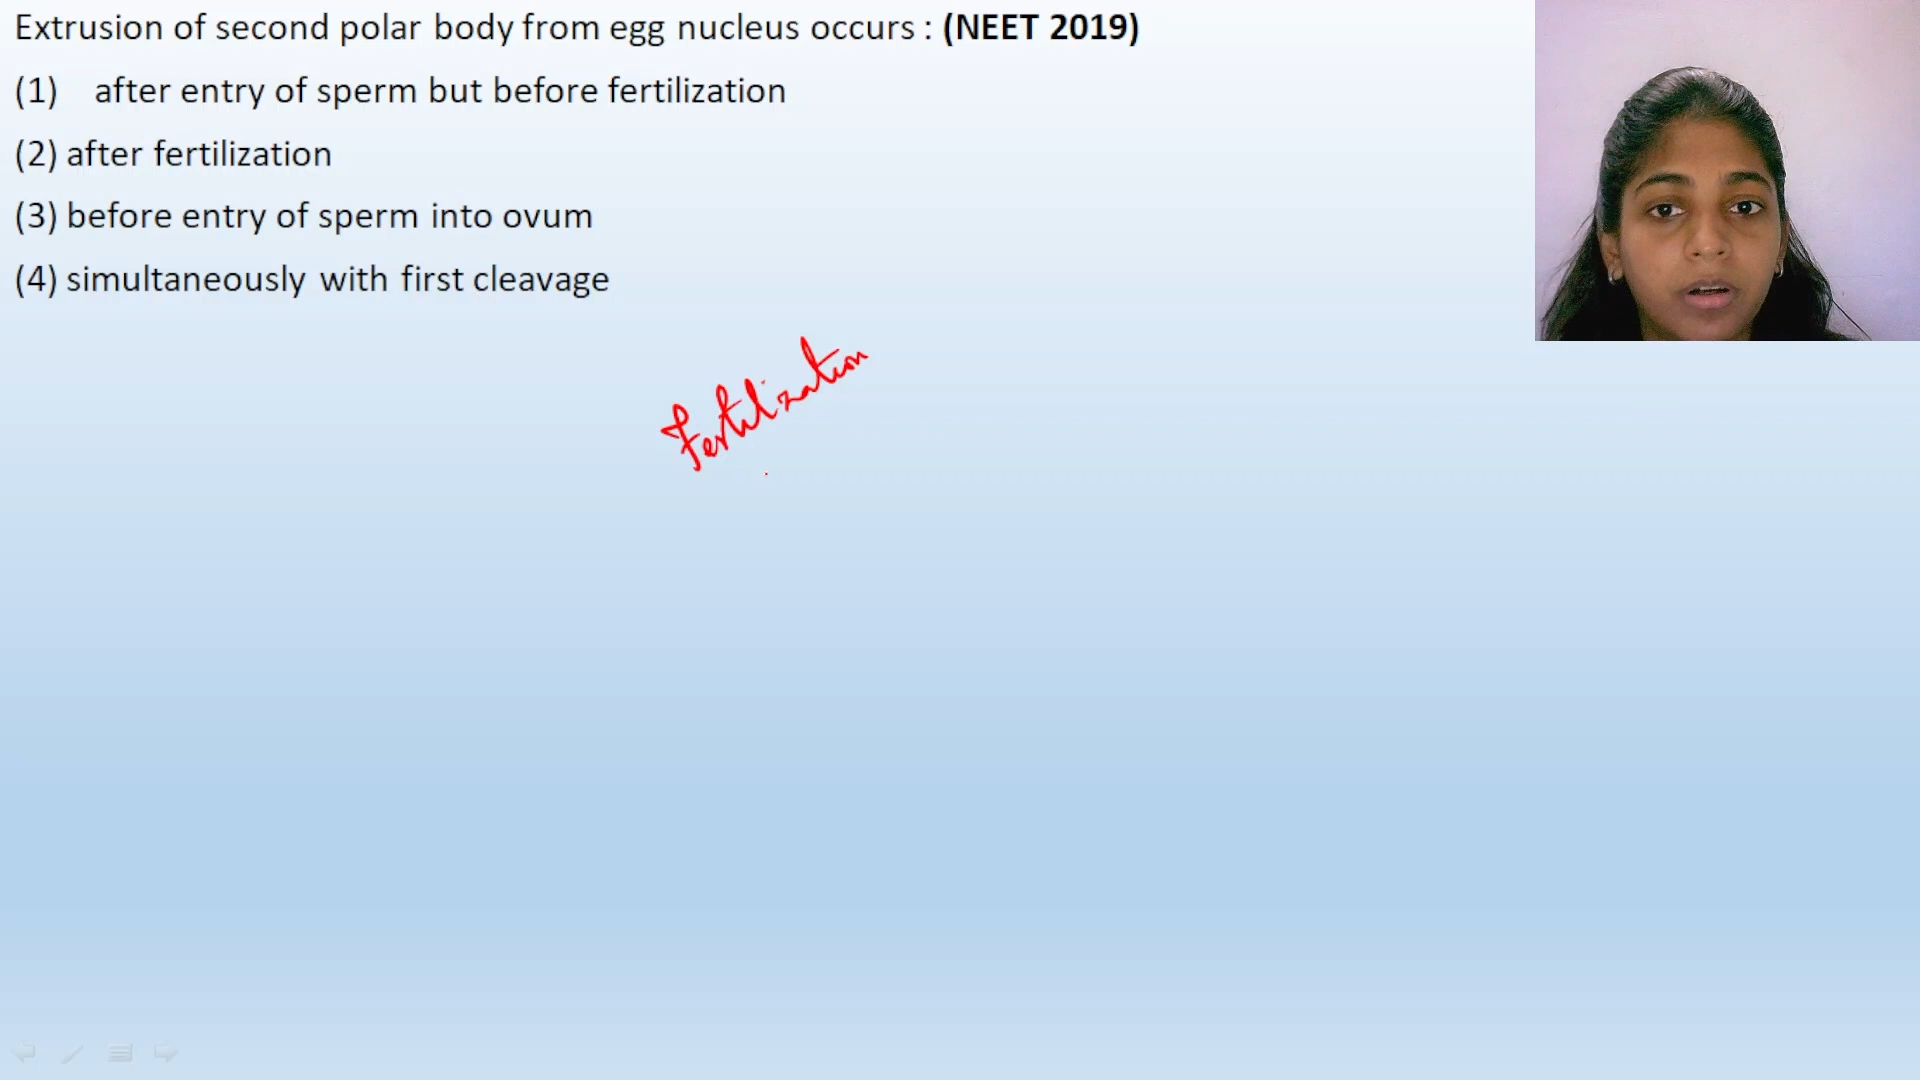 Extrusion of second polar body from egg nucleus occurs : (NEET 2019)
(1) after entry of sperm but before fertilization
(2) after fertilization
(3) before entry of sperm into ovum
(4) simultaneously with first cleavage
Fertilization